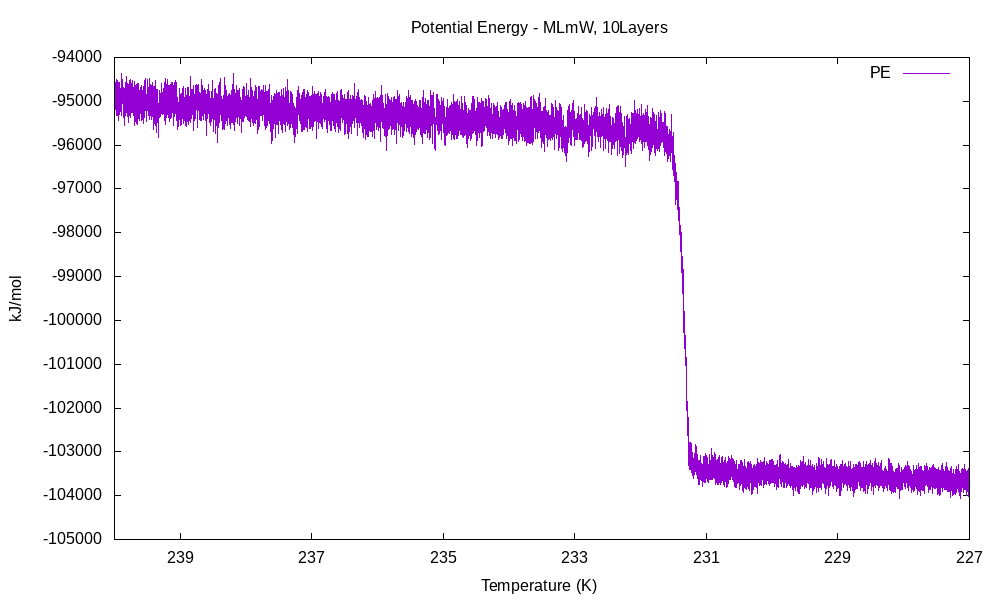 Potential Energy - MLmW, 10Layers
PE
-94000
-95000
-96000
-97000
-98000
-99000
-100000
-101000
-102000
-103000
-104000
-105000
kJ/mol
239 237 235 233 231 229 227
Temperature (K)